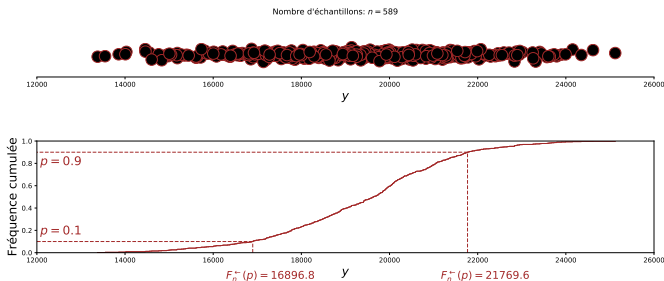 Nombre d'échantillons: n = 589
12000 14000 16000 18000 20000 22000 24000 26000
y
Fréquence cumulée
1.0
0.8
0.6
0.4
0.2
0.0
p = 0.9
p = 0.1
12000 14000 16000 18000 20000 22000 24000 26000
F_n^←(p) = 16896.8
y
F_n^←(p) = 21769.6